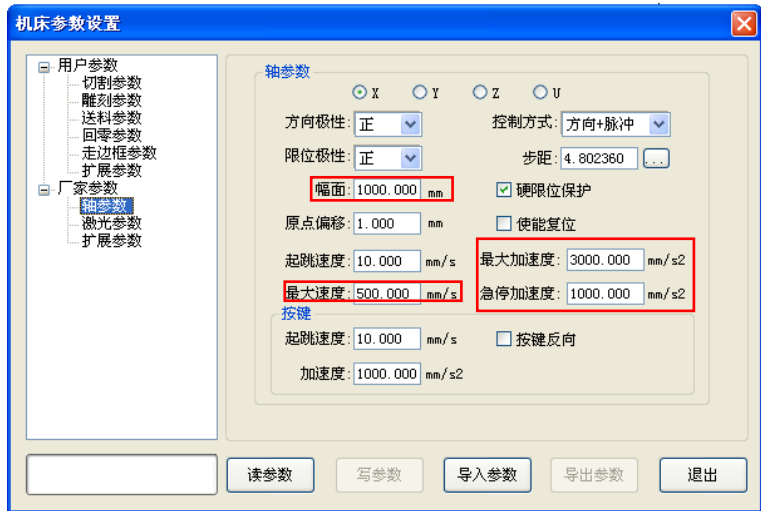 机床参数设置
用户参数
切割参数
雕刻参数
送料参数
回零参数
走边框参数
扩展参数
厂家参数
轴参数
激光参数
扩展参数
轴参数
X Y Z U
方向极性: 正 控制方式: 方向+脉冲
限位极性: 正 步距: 4.802360 ...
幅面: 1000.000 mm 硬限位保护
原点偏移: 1.000 mm 使能复位
起跳速度: 10.000 mm/s 最大加速度: 3000.000 mm/s2
最大速度: 500.000 mm/s 急停加速度: 1000.000 mm/s2
按键
起跳速度: 10.000 mm/s 按键反向
加速度: 1000.000 mm/s2
读参数 写参数 导入参数 导出参数 退出